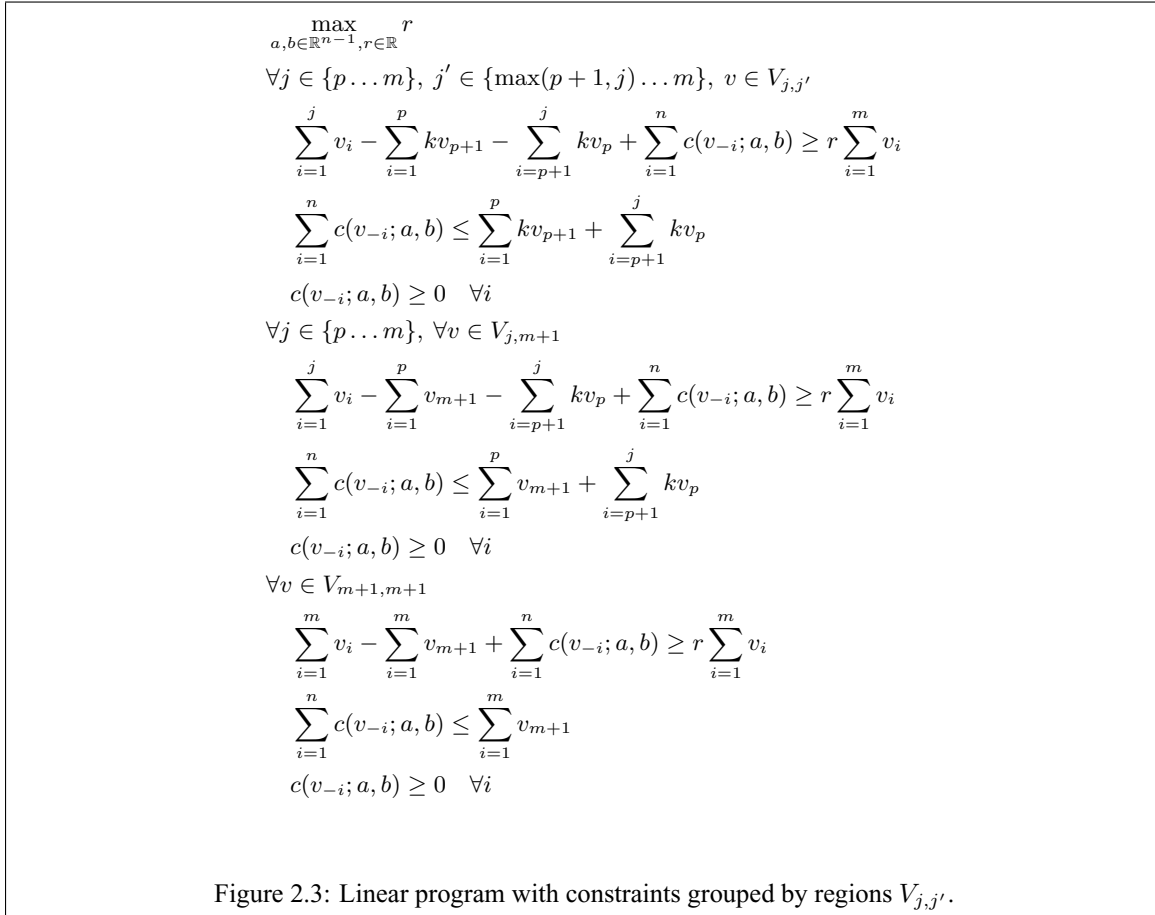 max_{a,b∈ℝ^{n−1},r∈ℝ} r
∀j ∈ {p … m}, j′ ∈ {max(p + 1, j) … m}, v ∈ V_{j,j′}
∑_{i=1}^{j} v_i − ∑_{i=1}^{p} kv_{p+1} − ∑_{i=p+1}^{j} kv_p + ∑_{i=1}^{n} c(v_{−i}; a, b) ≥ r ∑_{i=1}^{m} v_i
∑_{i=1}^{n} c(v_{−i}; a, b) ≤ ∑_{i=1}^{p} kv_{p+1} + ∑_{i=p+1}^{j} kv_p
c(v_{−i}; a, b) ≥ 0 ∀i
∀j ∈ {p … m}, ∀v ∈ V_{j,m+1}
∑_{i=1}^{j} v_i − ∑_{i=1}^{p} v_{m+1} − ∑_{i=p+1}^{j} kv_p + ∑_{i=1}^{n} c(v_{−i}; a, b) ≥ r ∑_{i=1}^{m} v_i
∑_{i=1}^{n} c(v_{−i}; a, b) ≤ ∑_{i=1}^{p} v_{m+1} + ∑_{i=p+1}^{j} kv_p
c(v_{−i}; a, b) ≥ 0 ∀i
∀v ∈ V_{m+1,m+1}
∑_{i=1}^{m} v_i − ∑_{i=1}^{m} v_{m+1} + ∑_{i=1}^{n} c(v_{−i}; a, b) ≥ r ∑_{i=1}^{m} v_i
∑_{i=1}^{n} c(v_{−i}; a, b) ≤ ∑_{i=1}^{m} v_{m+1}
c(v_{−i}; a, b) ≥ 0 ∀i
Figure 2.3: Linear program with constraints grouped by regions V_{j,j′}.